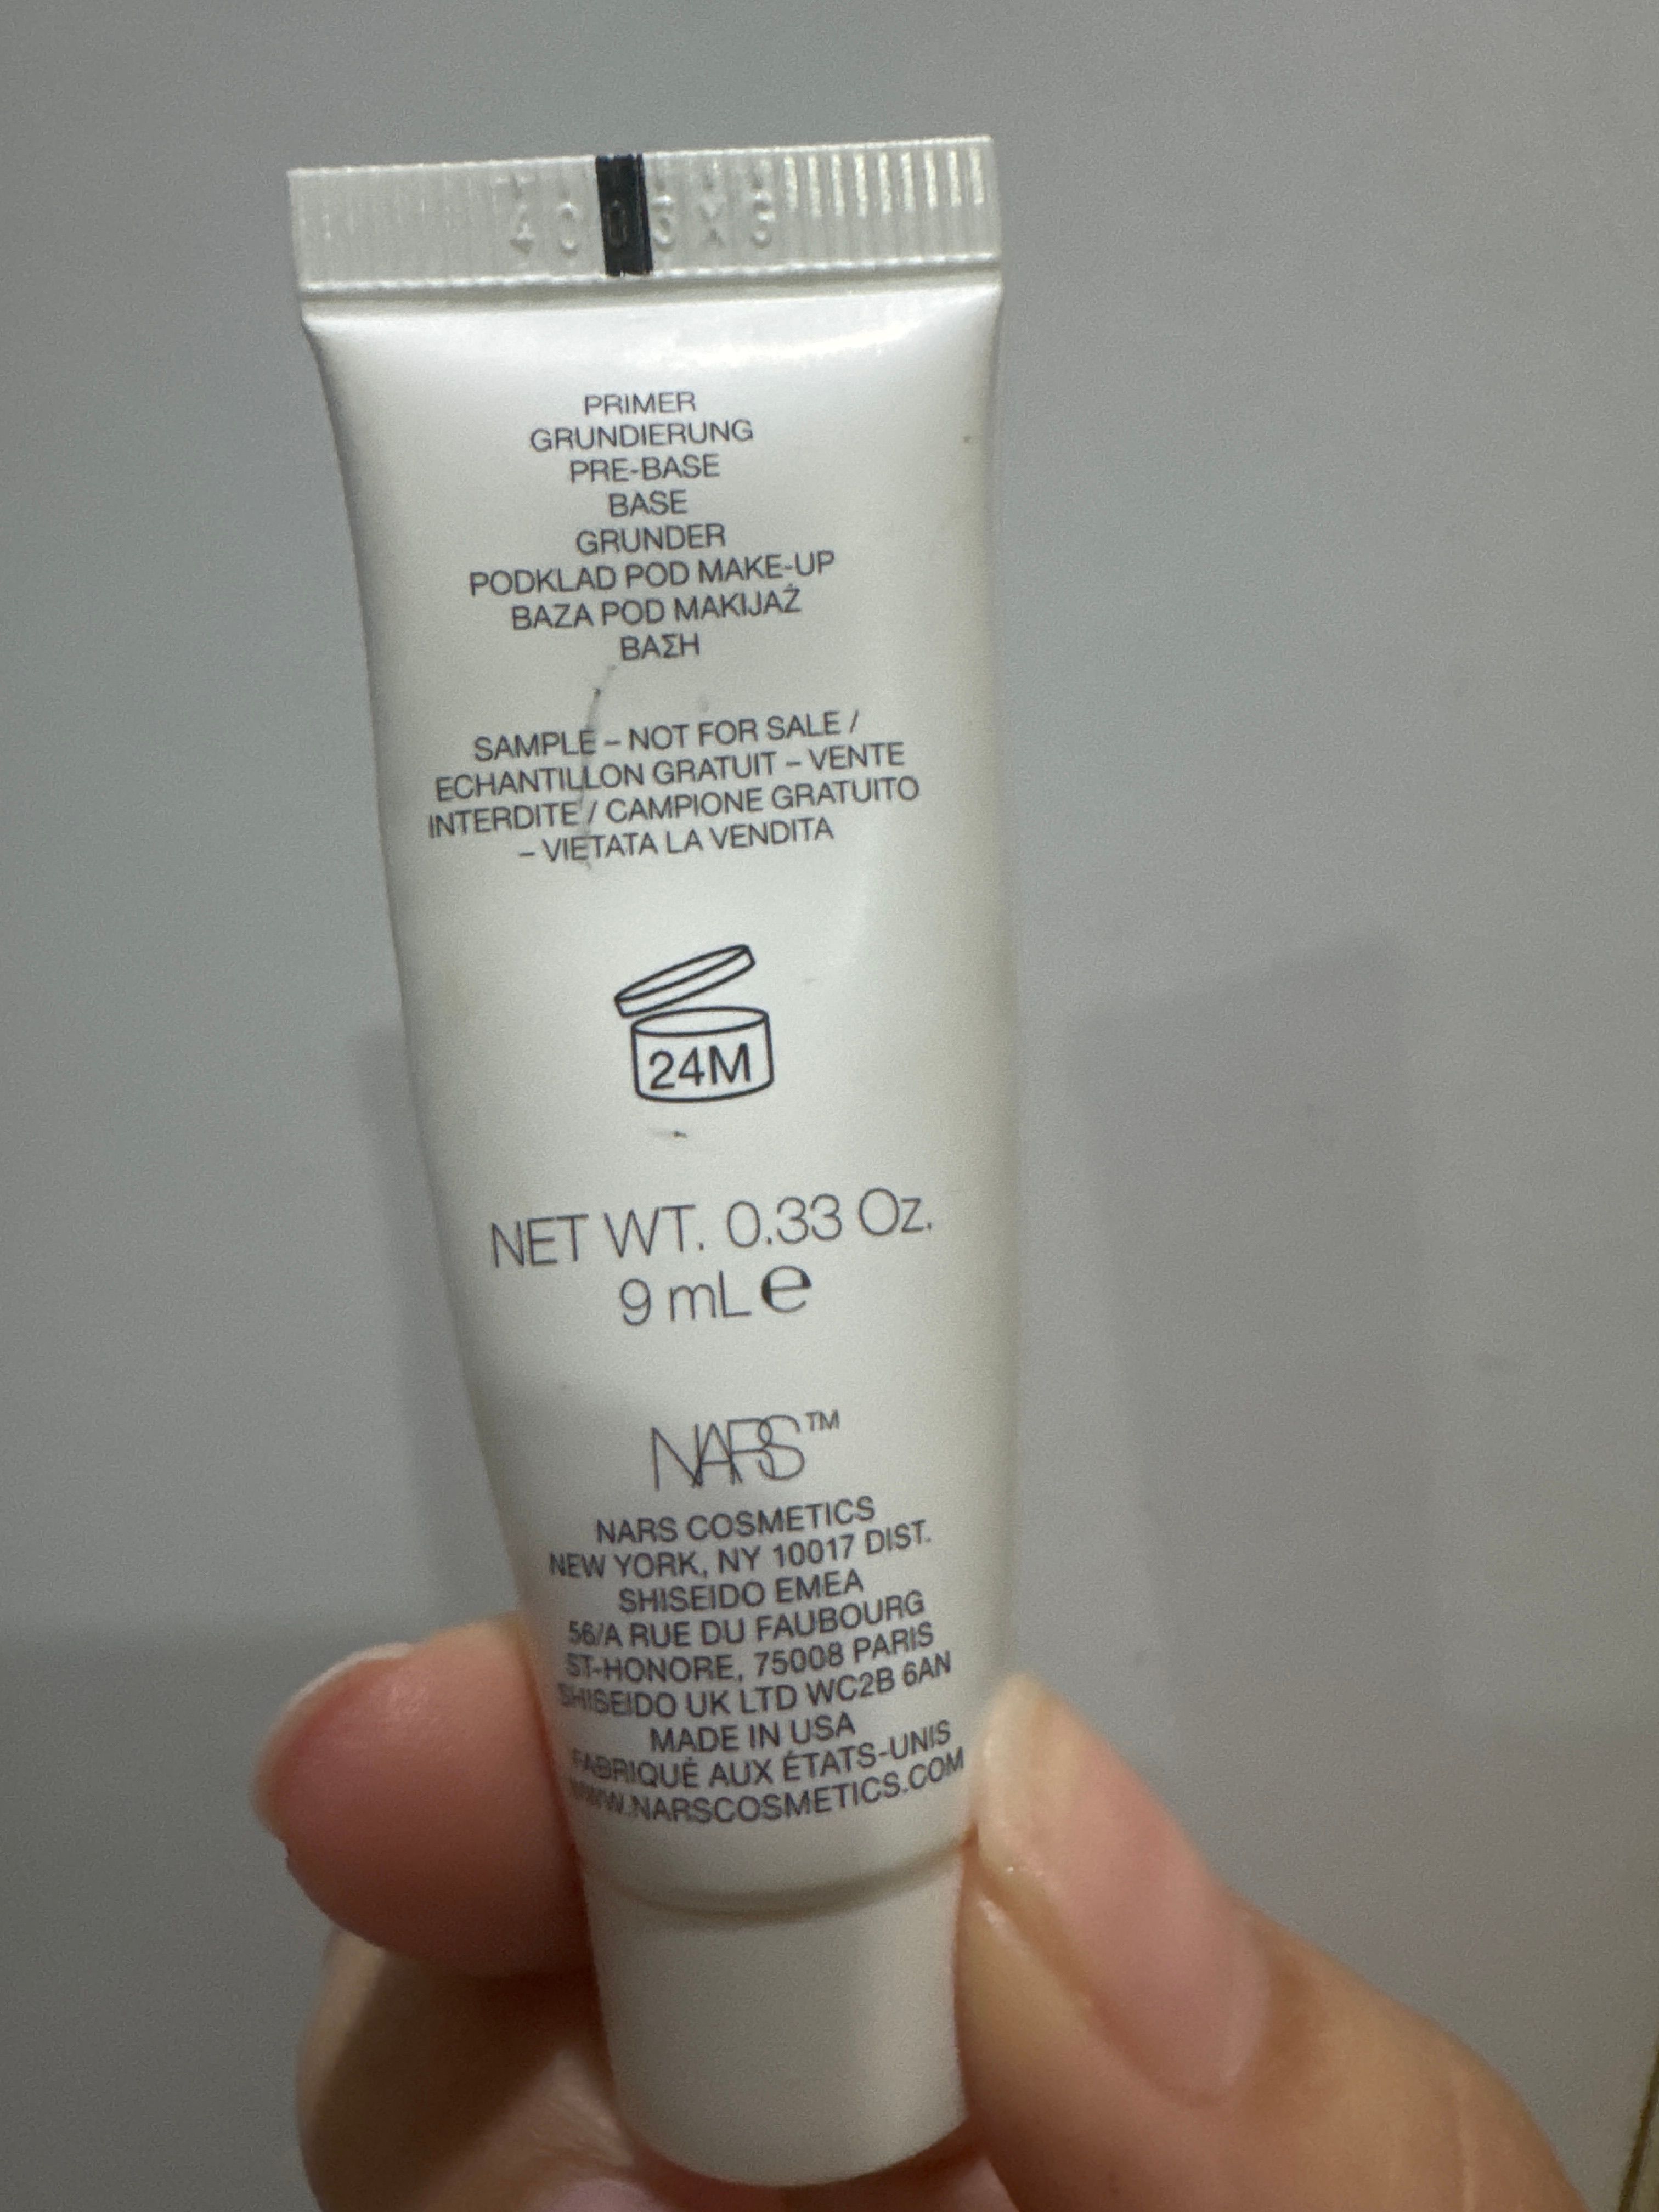 PRIMER
GRUNDIERUNG
PRE-BASE
BASE
GRUNDER
PODKLAD POD MAKE-UP
BAZA POD MAKIJAŻ
ΒΑΣΗ
SAMPLE – NOT FOR SALE /
ECHANTILLON GRATUIT – VENTE
INTERDITE / CAMPIONE GRATUITO
– VIETATA LA VENDITA
24M
NET WT. 0.33 Oz.
9 mL e
NARS™
NARS COSMETICS
NEW YORK, NY 10017 DIST.
SHISEIDO EMEA
56/A RUE DU FAUBOURG
ST-HONORE, 75008 PARIS
SHISEIDO UK LTD WC2B 6AN
MADE IN USA
FABRIQUÉ AUX ÉTATS-UNIS
WWW.NARSCOSMETICS.COM